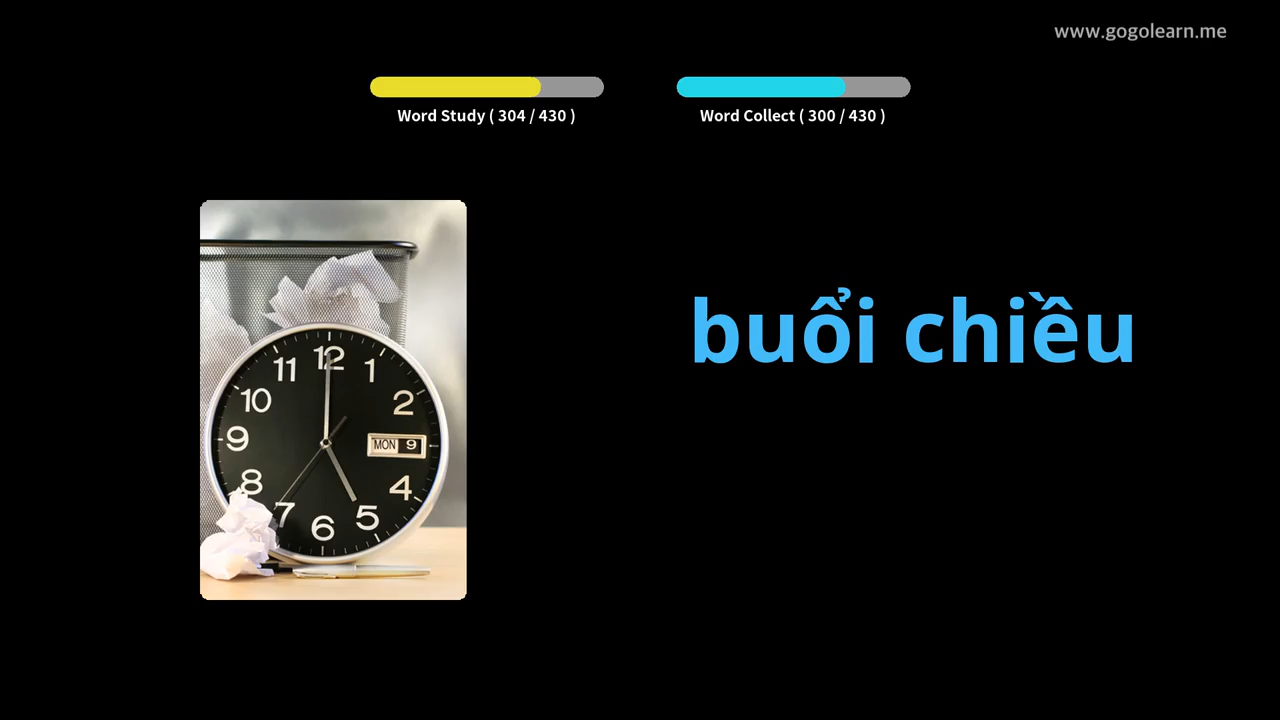 www.gogolearn.me
Word Study ( 304 / 430 )
Word Collect ( 300 / 430 )
buổi chiều
12
11 1
10 2
9 MON 9
8 4
7 5
6